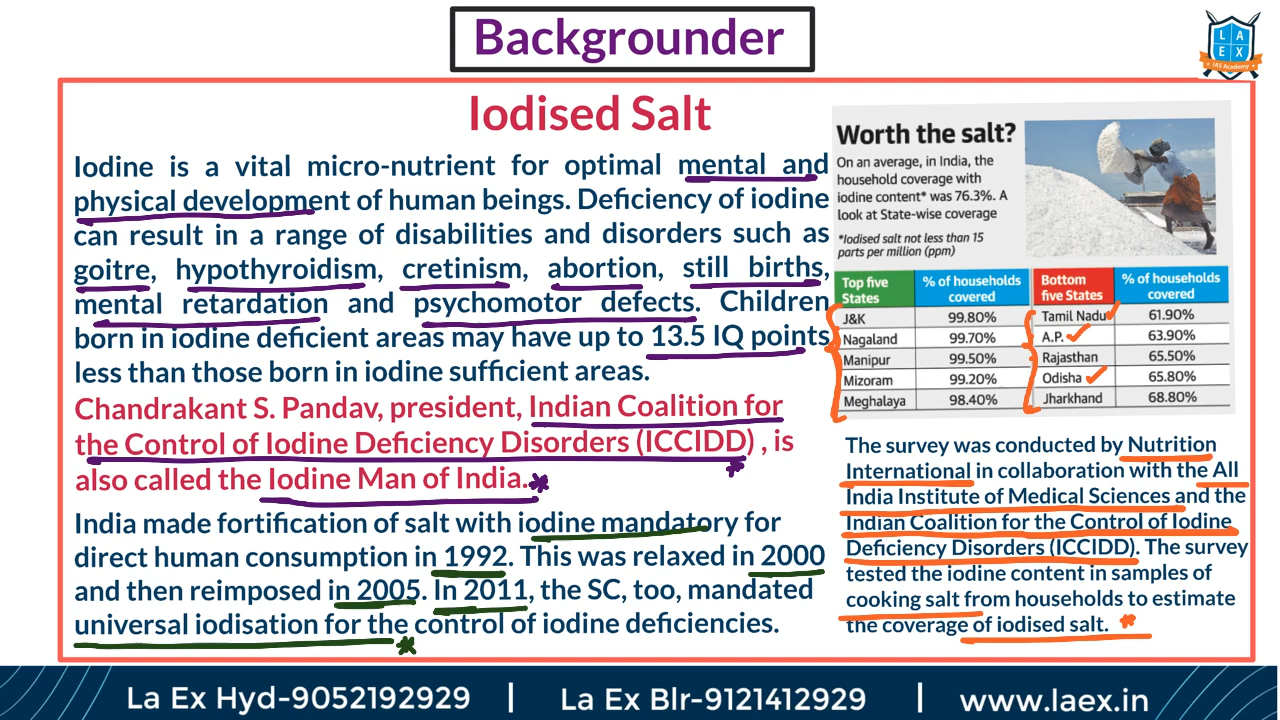 Backgrounder
L A
E X
IAS Academy
Iodised Salt
Iodine is a vital micro-nutrient for optimal mental and
physical development of human beings. Deficiency of iodine
can result in a range of disabilities and disorders such as
goitre, hypothyroidism, cretinism, abortion, still births,
mental retardation and psychomotor defects. Children
born in iodine deficient areas may have up to 13.5 IQ points
less than those born in iodine sufficient areas.
Chandrakant S. Pandav, president, Indian Coalition for
the Control of Iodine Deficiency Disorders (ICCIDD) , is
also called the Iodine Man of India.
India made fortification of salt with iodine mandatory for
direct human consumption in 1992. This was relaxed in 2000
and then reimposed in 2005. In 2011, the SC, too, mandated
universal iodisation for the control of iodine deficiencies.
Worth the salt?
On an average, in India, the
household coverage with
iodine content* was 76.3%. A
look at State-wise coverage
*Iodised salt not less than 15
parts per million (ppm)
Top five States % of households covered Bottom five States % of households covered
J&K 99.80% Tamil Nadu 61.90%
Nagaland 99.70% A.P. 63.90%
Manipur 99.50% Rajasthan 65.50%
Mizoram 99.20% Odisha 65.80%
Meghalaya 98.40% Jharkhand 68.80%
The survey was conducted by Nutrition
International in collaboration with the All
India Institute of Medical Sciences and the
Indian Coalition for the Control of Iodine
Deficiency Disorders (ICCIDD). The survey
tested the iodine content in samples of
cooking salt from households to estimate
the coverage of iodised salt.
La Ex Hyd-9052192929 | La Ex Blr-9121412929 | www.laex.in